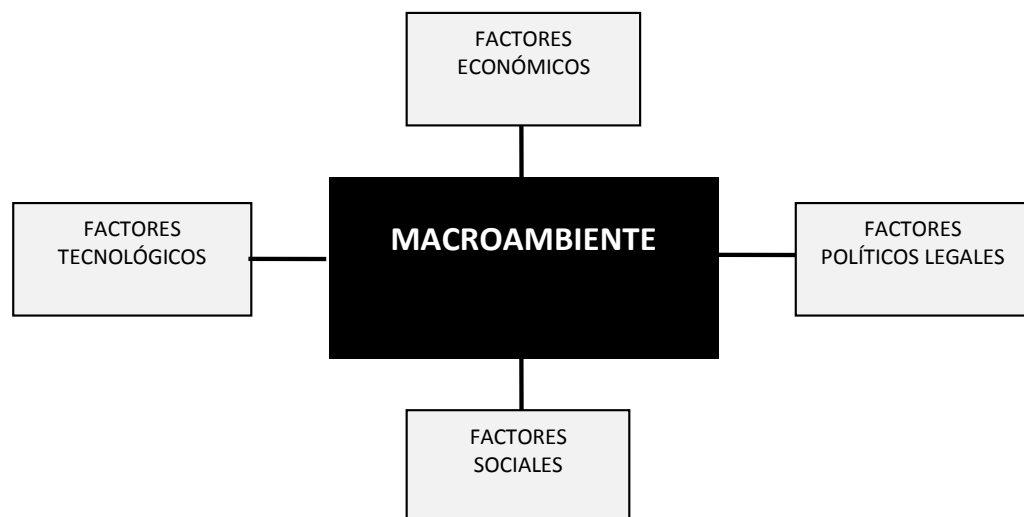 FACTORES
ECONÓMICOS
MACROAMBIENTE
FACTORES
TECNOLÓGICOS
FACTORES
POLÍTICOS LEGALES
FACTORES
SOCIALES